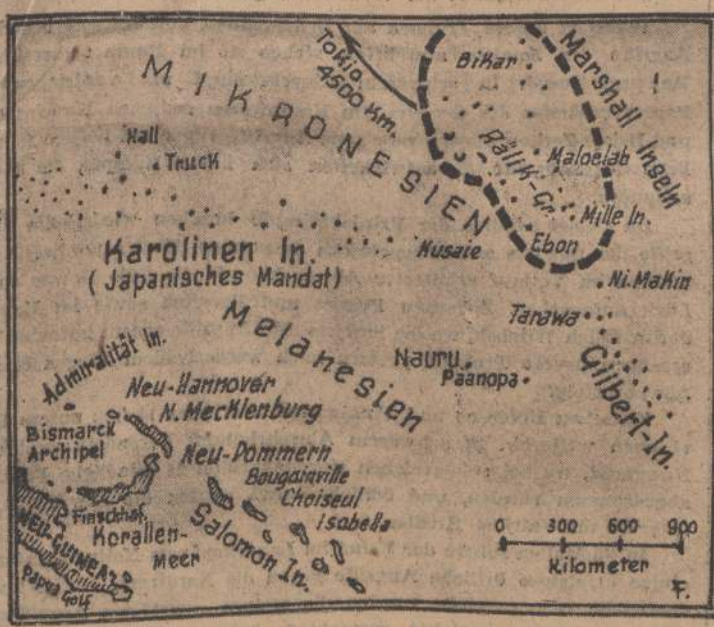 MIKRONESIEN
Tokio
4500 Km.
Bikar
Marshall Inseln
Rälik-Gr.
Maloelab
Mille In.
Ebon
Hall
Truck
Karolinen In.
(Japanisches Mandat)
Kusaie
Ni. Makin
Tarawa
Gilbert-In.
Melanesien
Nauru
Paanopa
Admiralität In.
Neu-Hannover
N. Mecklenburg
Bismarck
Archipel
Neu-Pommern
Bougainville
Choiseul
Isabella
Finschhf.
Korallen-
Meer
Salomon In.
NEU-GUINEA
Papua Golf
0 300 600 900
Kilometer
F.